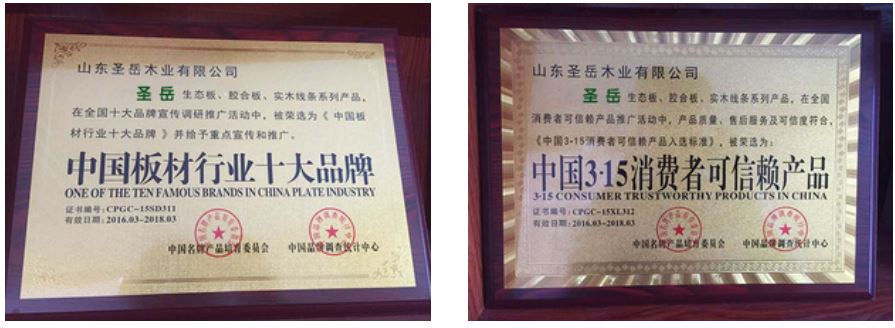 山东圣岳木业有限公司
圣岳 生态板、胶合板、实木线条系列产品，
在全国十大品牌宣传调研推广活动中，被荣选为《中国板
材行业十大品牌》并给予重点宣传和推广。
中国板材行业十大品牌
ONE OF THE TEN FAMOUS BRANDS IN CHINA PLATE INDUSTRY
证书编号：CPGC-15SD311
有效日期：2016.03-2018.03
中国名牌产品培育委员会 中国品牌调查统计中心
山东圣岳木业有限公司
圣岳 生态板、胶合板、实木线条系列产品，在全国
消费者可信赖产品推广活动中，产品质量、售后服务及可信度符合，
《中国3·15消费者可信赖产品入选标准》，被荣选为：
中国3·15消费者可信赖产品
3·15 CONSUMER TRUSTWORTHY PRODUCTS IN CHINA
证书编号：CPGC-15XL312
有效日期：2016.03-2018.03
中国名牌产品培育委员会 中国品牌调查统计中心